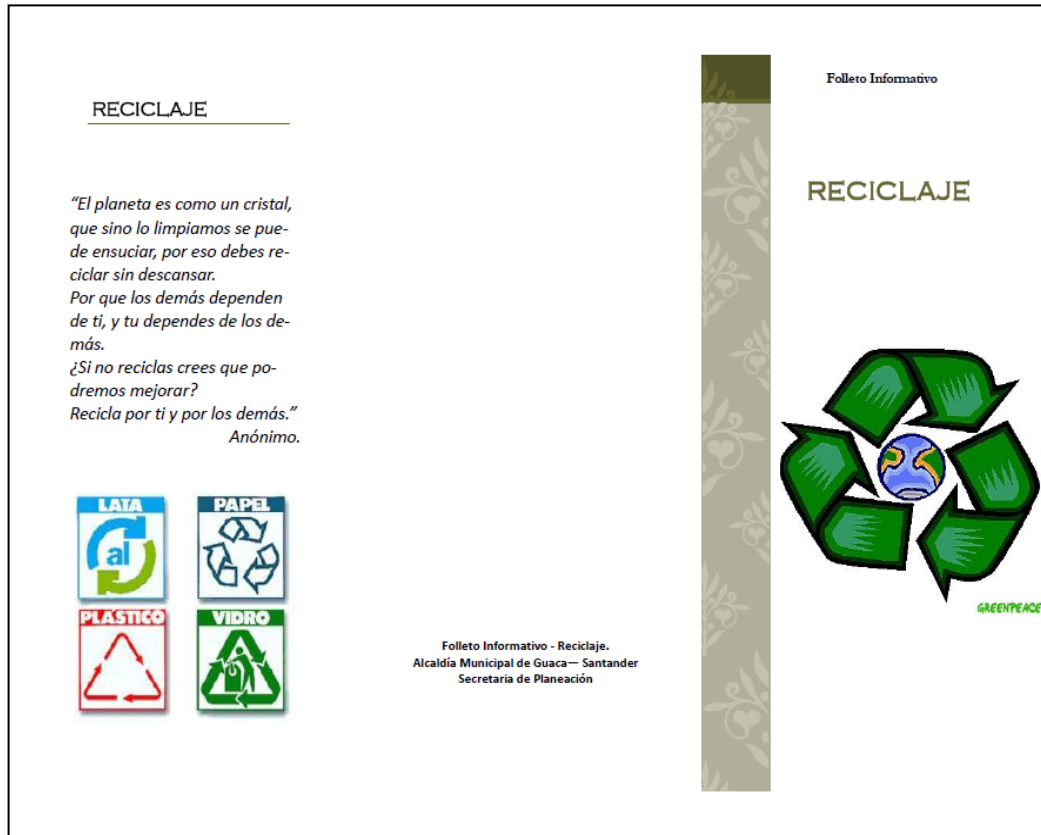 RECICLAJE
“El planeta es como un cristal,
que sino lo limpiamos se pue-
de ensuciar, por eso debes re-
ciclar sin descansar.
Por que los demás dependen
de ti, y tu dependes de los de-
más.
¿Si no reciclas crees que po-
dremos mejorar?
Recicla por ti y por los demás.”
Anónimo.
LATA
al
PAPEL
PLÁSTICO
VIDRO
Folleto Informativo - Reciclaje.
Alcaldía Municipal de Guaca— Santander
Secretaria de Planeación
Folleto Informativo
RECICLAJE
GREENPEACE